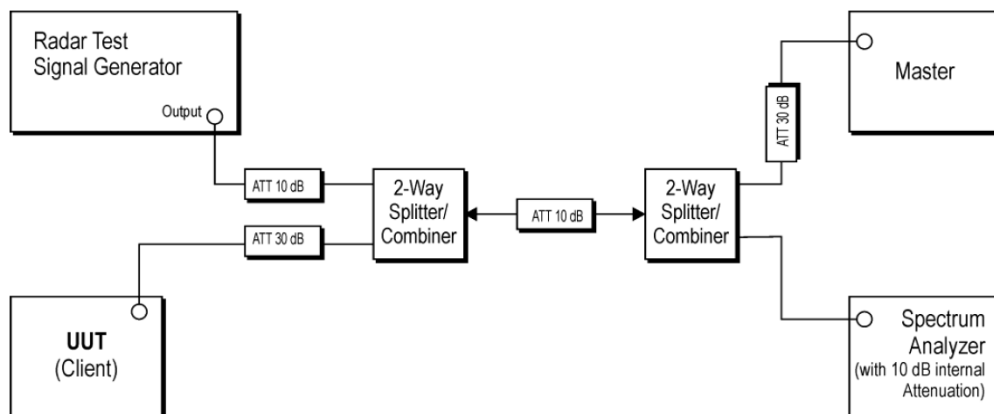 Radar Test
Signal Generator
Output
Master
ATT 30 dB
ATT 10 dB
2-Way
Splitter/
Combiner
ATT 10 dB
2-Way
Splitter/
Combiner
ATT 30 dB
UUT
(Client)
Spectrum
Analyzer
(with 10 dB internal
Attenuation)